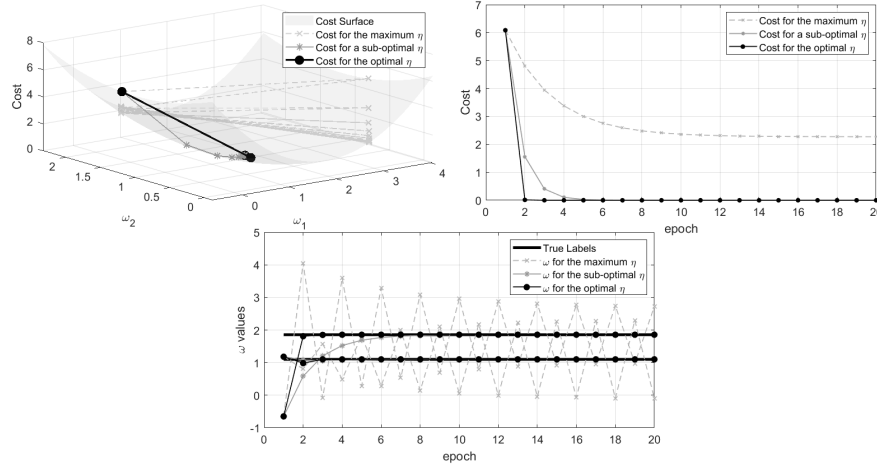 Cost Surface
Cost for the maximum η
Cost for a sub-optimal η
Cost for the optimal η
Cost
8
6
4
2
0
2
1.5
1
0.5
0
ω2
0
1
2
3
4
ω1
7
6
5
4
3
2
1
0
Cost
Cost for the maximum η
Cost for a sub-optimal η
Cost for the optimal η
0 2 4 6 8 10 12 14 16 18 20
epoch
5
4
3
2
1
0
-1
ω values
True Labels
ω for the maximum η
ω for the sub-optimal η
ω for the optimal η
0 2 4 6 8 10 12 14 16 18 20
epoch